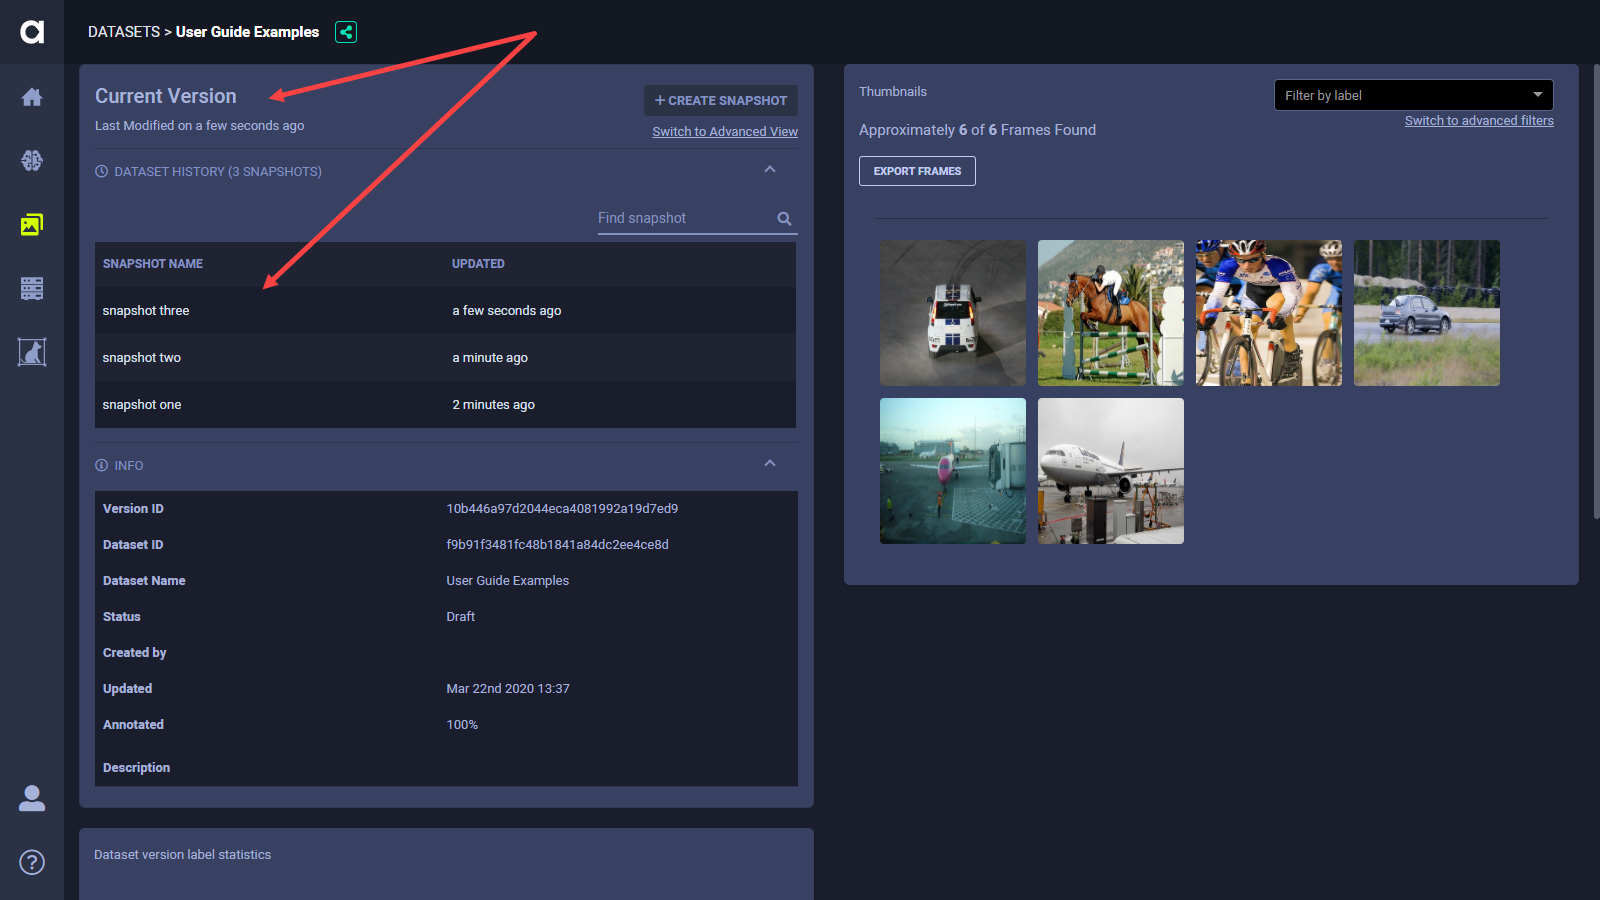 DATASETS > User Guide Examples
Current Version
Last Modified on a few seconds ago
+ CREATE SNAPSHOT
Switch to Advanced View
DATASET HISTORY (3 SNAPSHOTS)
Find snapshot
SNAPSHOT NAME UPDATED
snapshot three a few seconds ago
snapshot two a minute ago
snapshot one 2 minutes ago
INFO
Version ID 10b446a97d2044eca4081992a19d7ed9
Dataset ID f9b91f3481fc48b1841a84dc2ee4ce8d
Dataset Name User Guide Examples
Status Draft
Created by
Updated Mar 22nd 2020 13:37
Annotated 100%
Description
Dataset version label statistics
Thumbnails
Filter by label
Switch to advanced filters
Approximately 6 of 6 Frames Found
EXPORT FRAMES